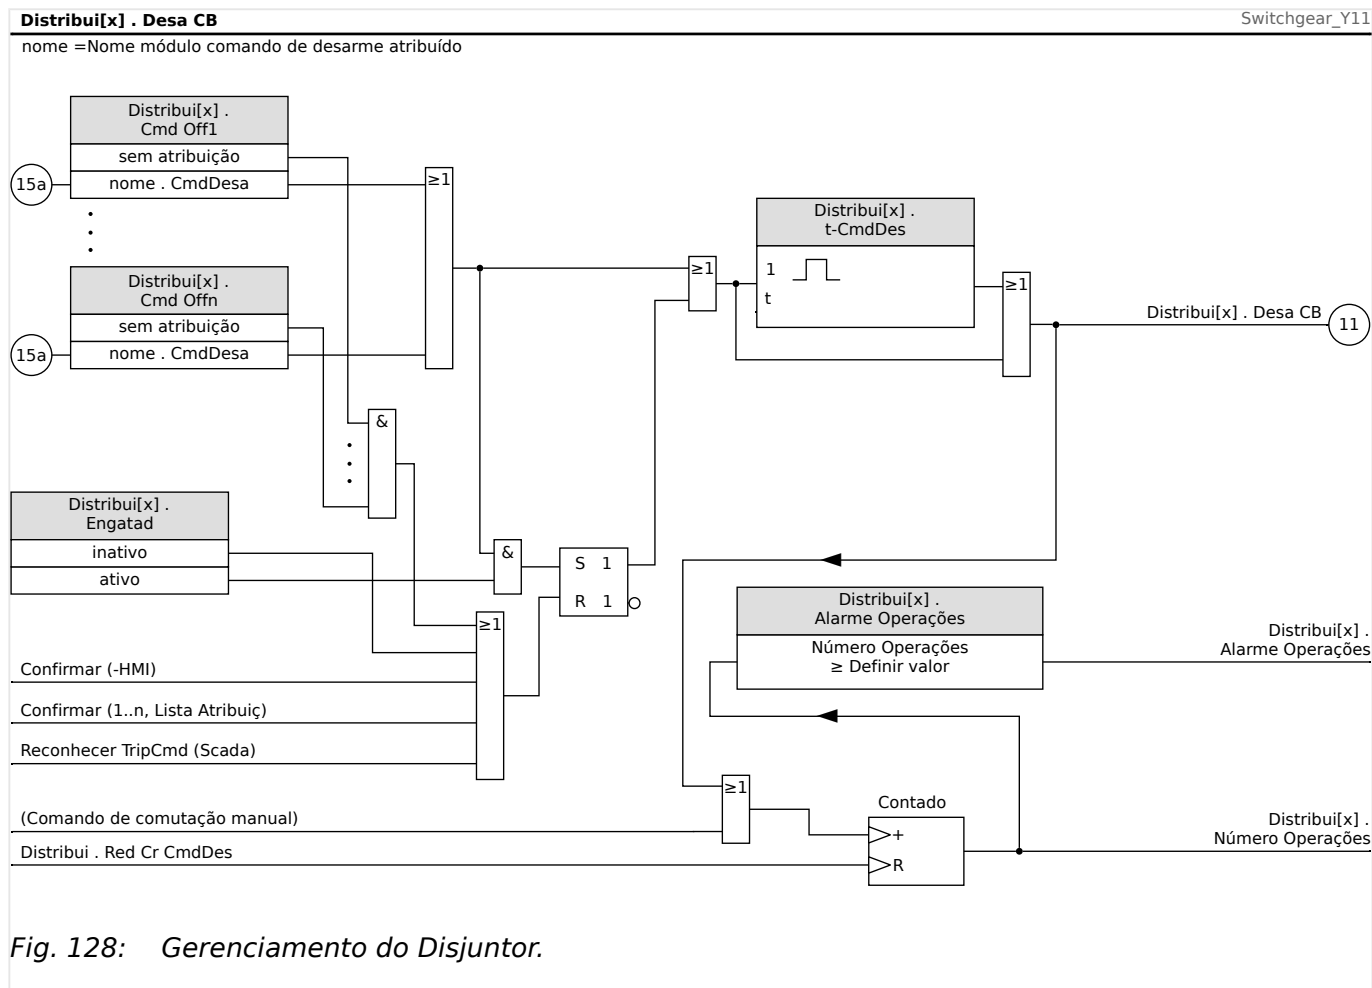 Distribui[x] . Desa CB
Switchgear_Y11
nome =Nome módulo comando de desarme atribuído
Distribui[x] .
Cmd Off1
sem atribuição
15a
nome . CmdDesa
≥1
Distribui[x] .
t-CmdDes
1
t
≥1
≥1
Distribui[x] . Desa CB
11
Distribui[x] .
Cmd Offn
sem atribuição
15a
nome . CmdDesa
&
Distribui[x] .
Engatad
inativo
ativo
&
S 1
R 1
≥1
Confirmar (-HMI)
Confirmar (1..n, Lista Atribuiç)
Reconhecer TripCmd (Scada)
Distribui[x] .
Alarme Operações
Número Operações
≥ Definir valor
Distribui[x] .
Alarme Operações
(Comando de comutação manual)
≥1
Distribui . Red Cr CmdDes
Contado
+
R
Distribui[x] .
Número Operações
Fig. 128: Gerenciamento do Disjuntor.